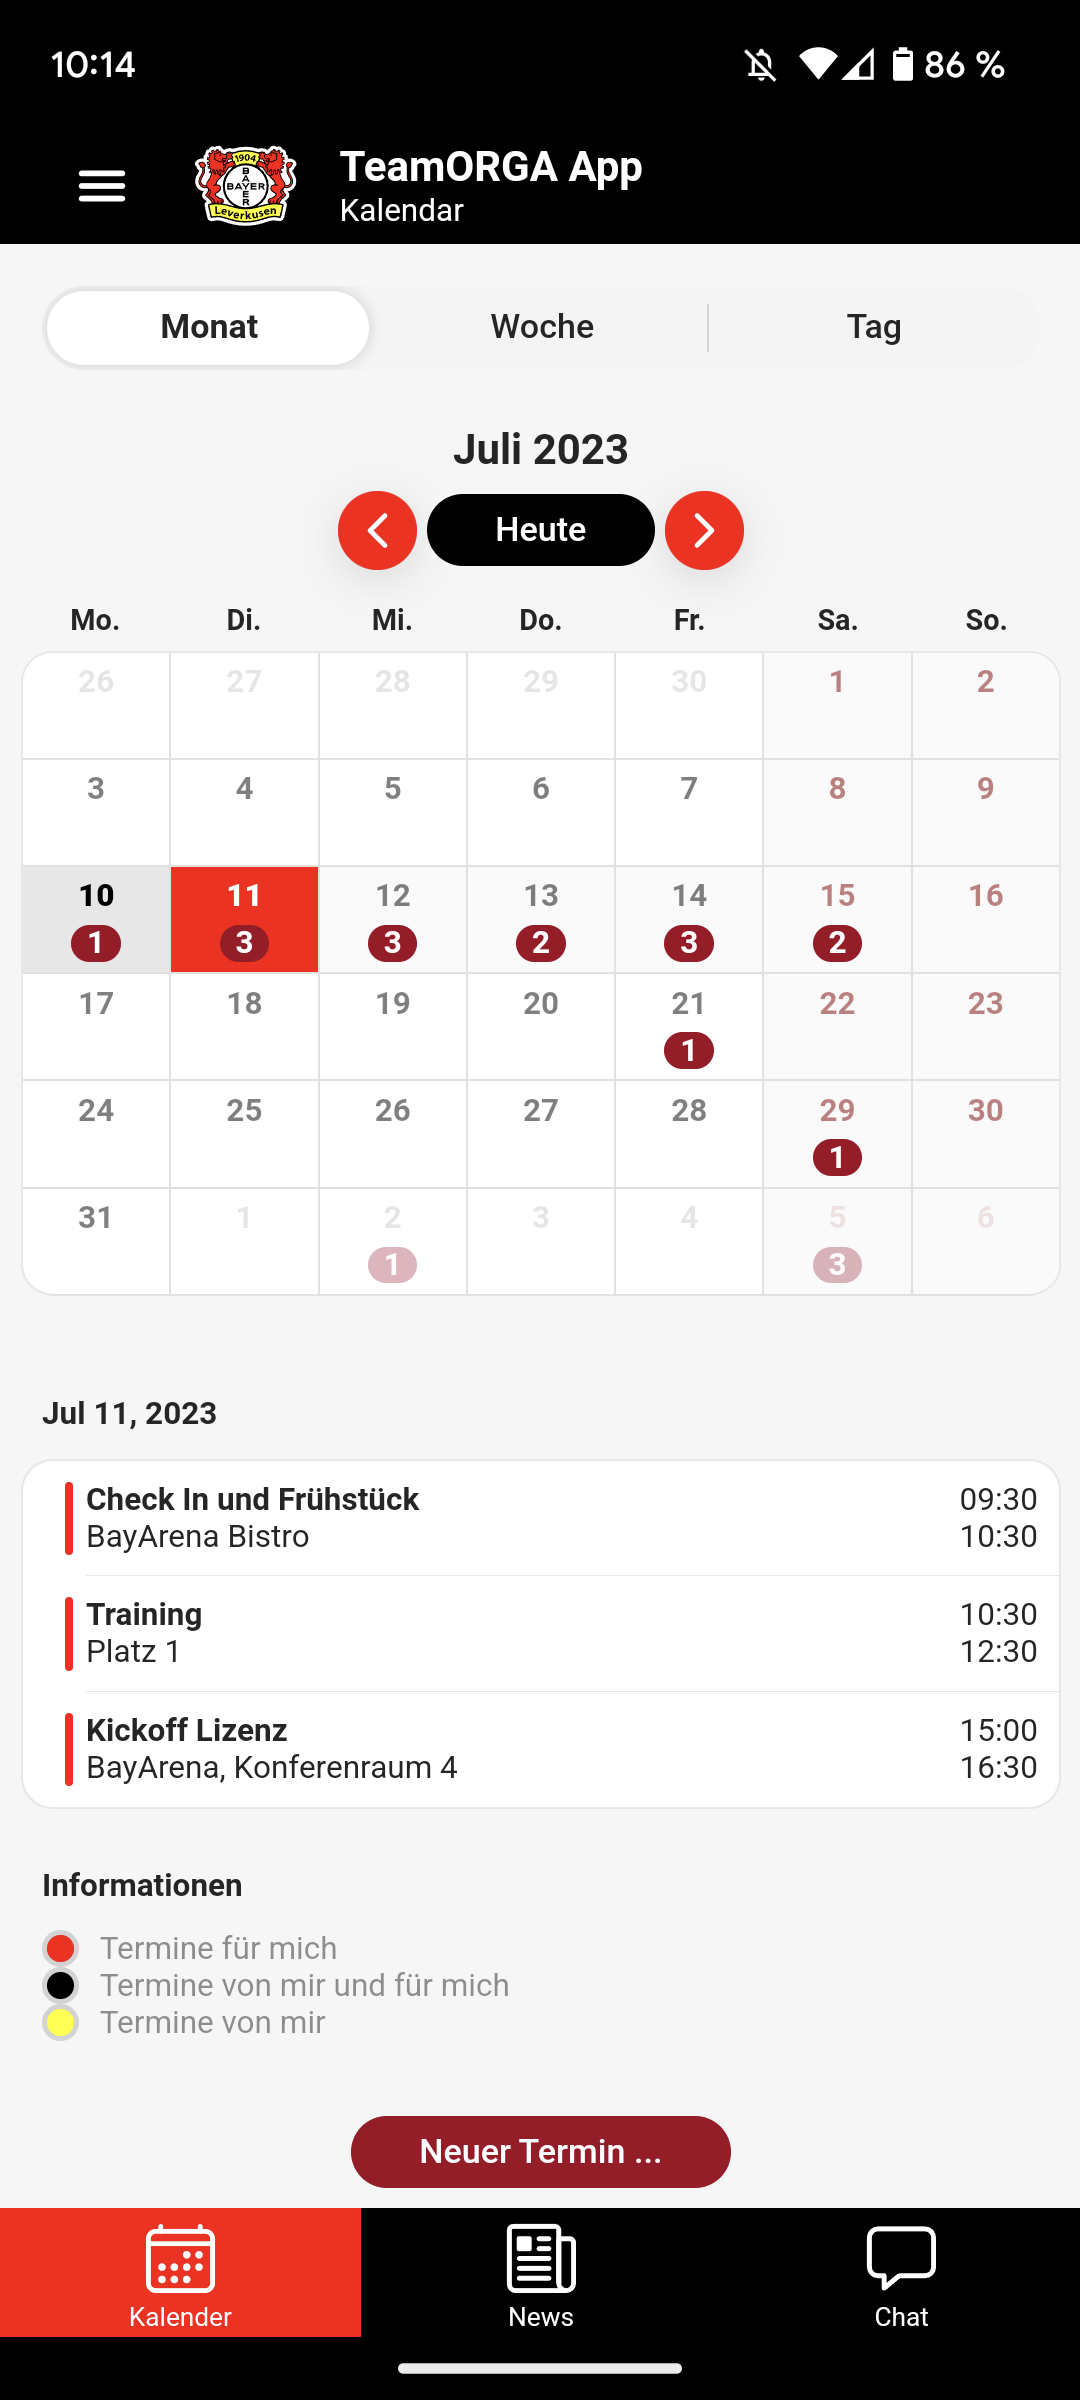 10:14
86 %
1904
BAYER
BAYER
Leverkusen
TeamORGA App
Kalendar
Monat
Woche
Tag
Juli 2023
Heute
Mo. Di. Mi. Do. Fr. Sa. So.
26 27 28 29 30 1 2
3 4 5 6 7 8 9
10 11 12 13 14 15 16
1 3 3 2 3 2
17 18 19 20 21 22 23
1
24 25 26 27 28 29 30
1
31 1 2 3 4 5 6
1 3
Jul 11, 2023
Check In und Frühstück 09:30
BayArena Bistro 10:30
Training 10:30
Platz 1 12:30
Kickoff Lizenz 15:00
BayArena, Konferenraum 4 16:30
Informationen
Termine für mich
Termine von mir und für mich
Termine von mir
Neuer Termin ...
Kalender
News
Chat